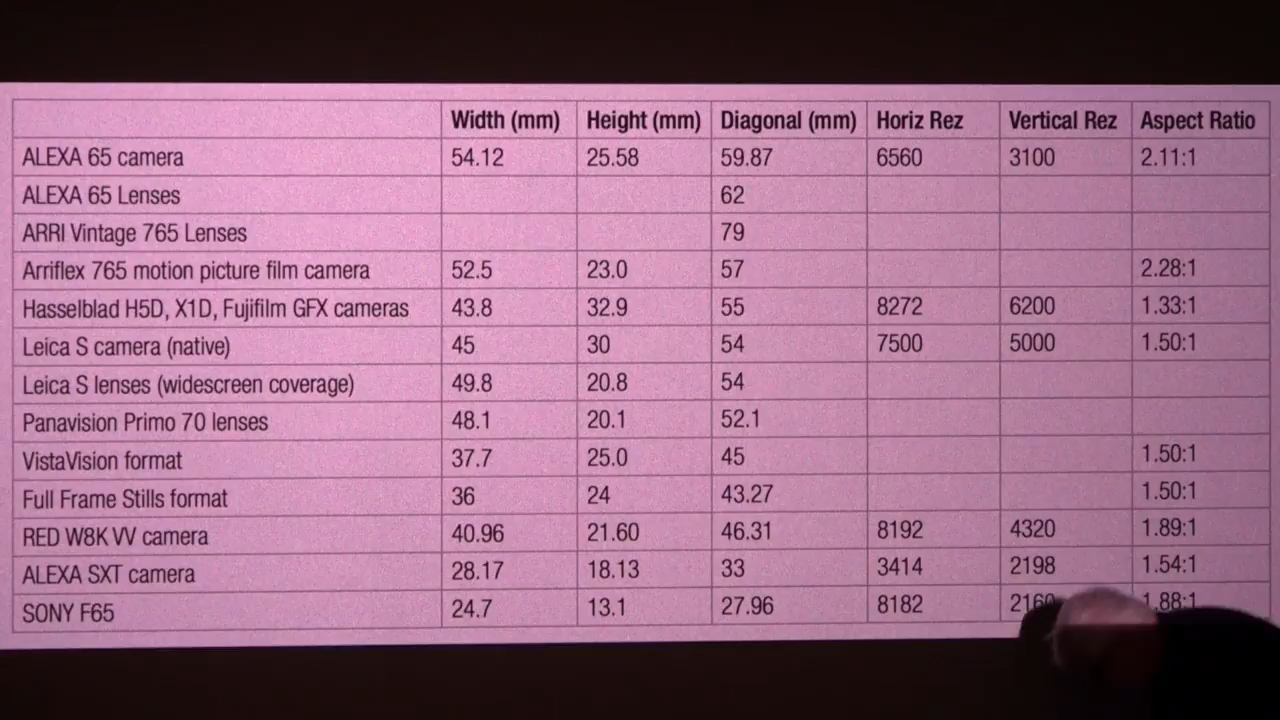 Width (mm) Height (mm) Diagonal (mm) Horiz Rez Vertical Rez Aspect Ratio
ALEXA 65 camera 54.12 25.58 59.87 6560 3100 2.11:1
ALEXA 65 Lenses 62
ARRI Vintage 765 Lenses 79
Arriflex 765 motion picture film camera 52.5 23.0 57 2.28:1
Hasselblad H5D, X1D, Fujifilm GFX cameras 43.8 32.9 55 8272 6200 1.33:1
Leica S camera (native) 45 30 54 7500 5000 1.50:1
Leica S lenses (widescreen coverage) 49.8 20.8 54
Panavision Primo 70 lenses 48.1 20.1 52.1
VistaVision format 37.7 25.0 45 1.50:1
Full Frame Stills format 36 24 43.27 1.50:1
RED W8K VV camera 40.96 21.60 46.31 8192 4320 1.89:1
ALEXA SXT camera 28.17 18.13 33 3414 2198 1.54:1
SONY F65 24.7 13.1 27.96 8182 2160 1.88:1